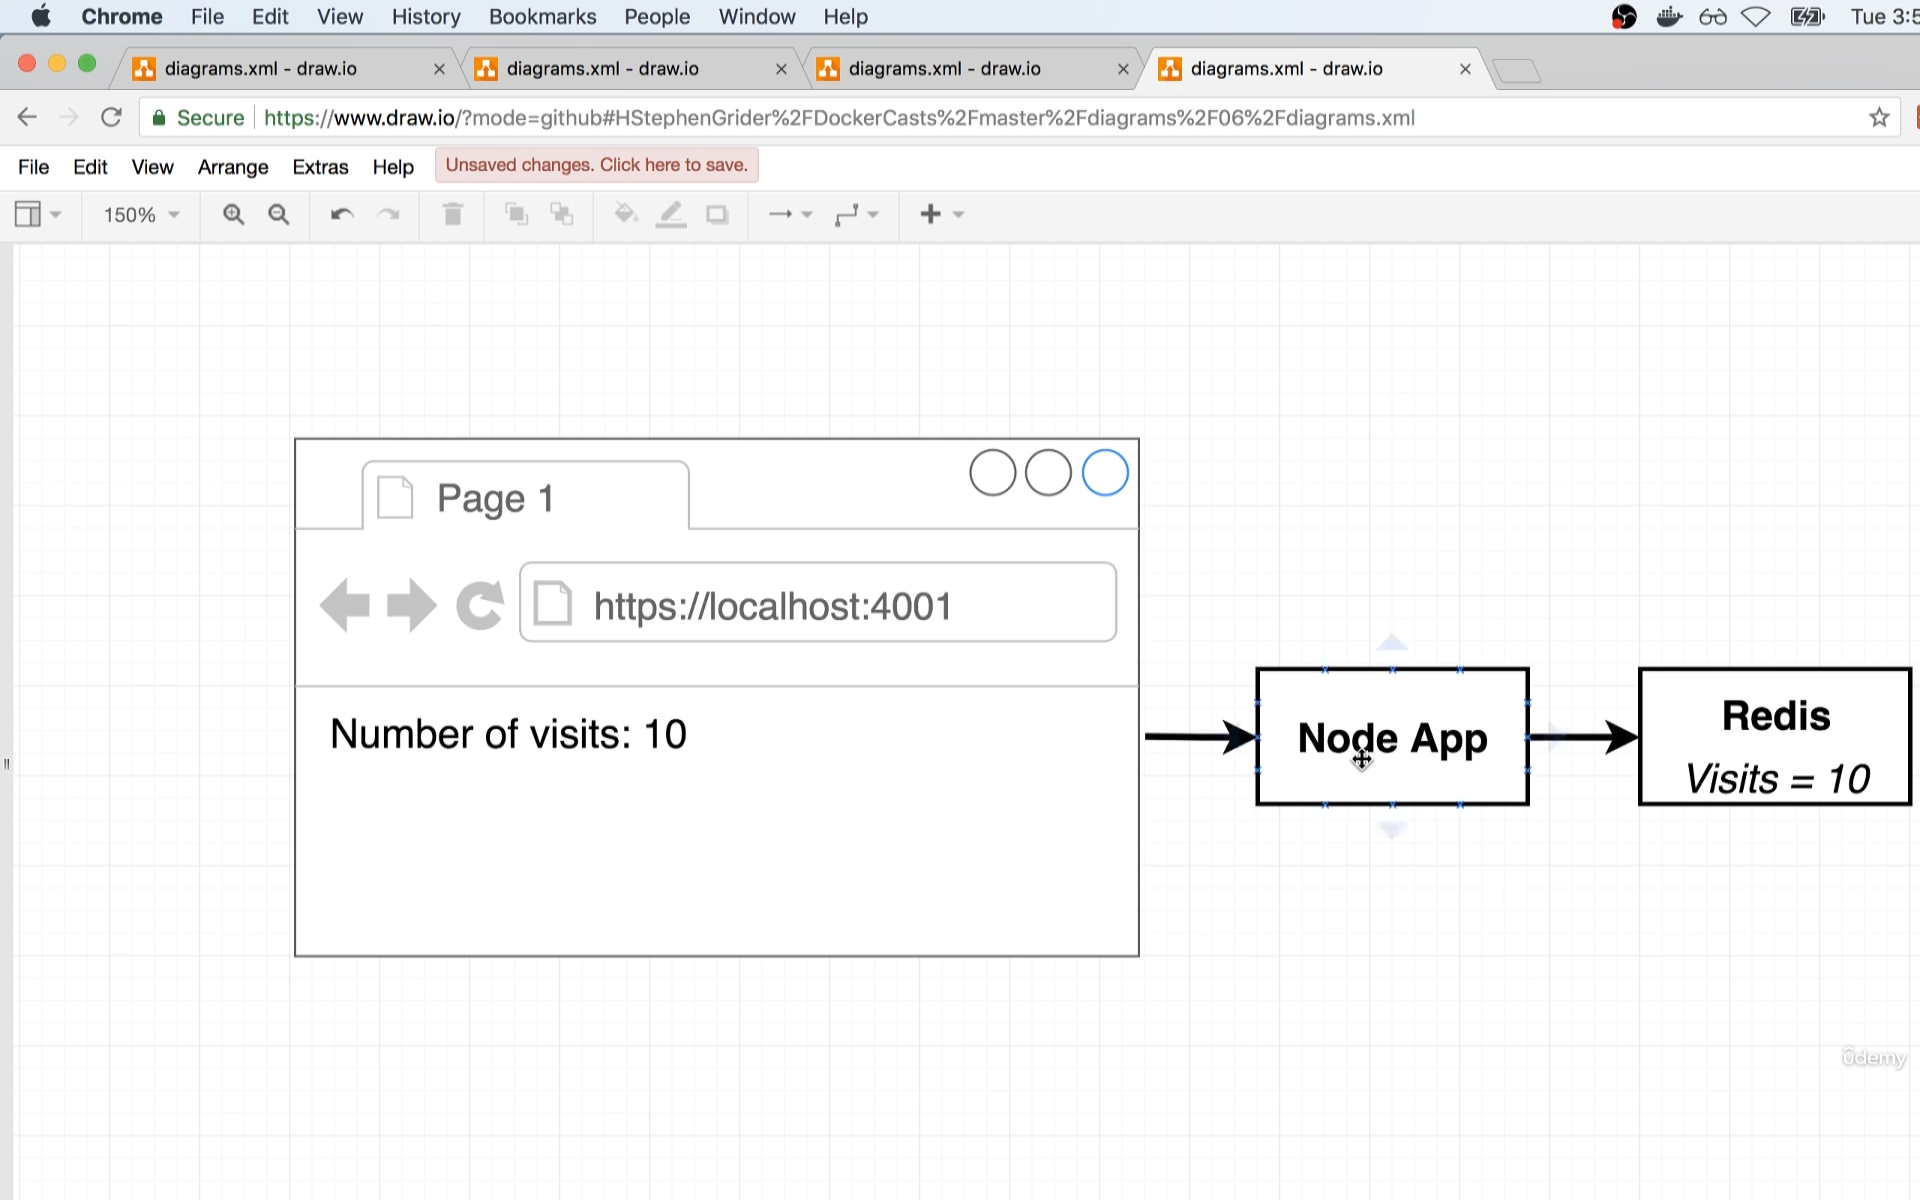 Chrome File Edit View History Bookmarks People Window Help Tue 3:5
diagrams.xml - draw.io diagrams.xml - draw.io diagrams.xml - draw.io diagrams.xml - draw.io
Secure https://www.draw.io/?mode=github#HStephenGrider%2FDockerCasts%2Fmaster%2Fdiagrams%2F06%2Fdiagrams.xml
File Edit View Arrange Extras Help Unsaved changes. Click here to save.
150%
Page 1
https://localhost:4001
Number of visits: 10
Node App
Redis
Visits = 10
ûdemy